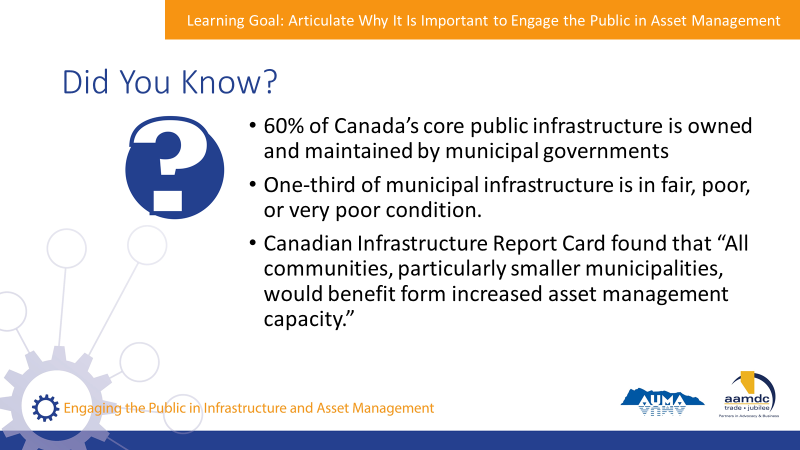 Learning Goal: Articulate Why It Is Important to Engage the Public in Asset Management
Did You Know?
• 60% of Canada’s core public infrastructure is owned
and maintained by municipal governments
• One-third of municipal infrastructure is in fair, poor,
or very poor condition.
• Canadian Infrastructure Report Card found that “All
communities, particularly smaller municipalities,
would benefit form increased asset management
capacity.”
?
Engaging the Public in Infrastructure and Asset Management
AUMA
aamdc
trade • jubilee
Partners in Advocacy & Business